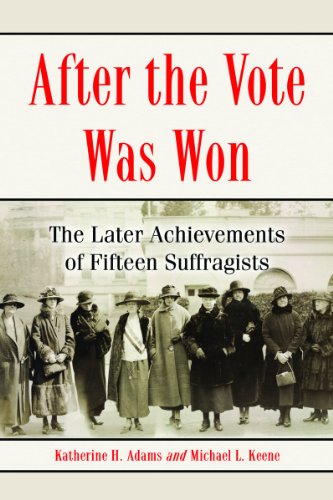 After the Vote
Was Won
The Later Achievements
of Fifteen Suffragists
Katherine H. Adams and Michael L. Keene